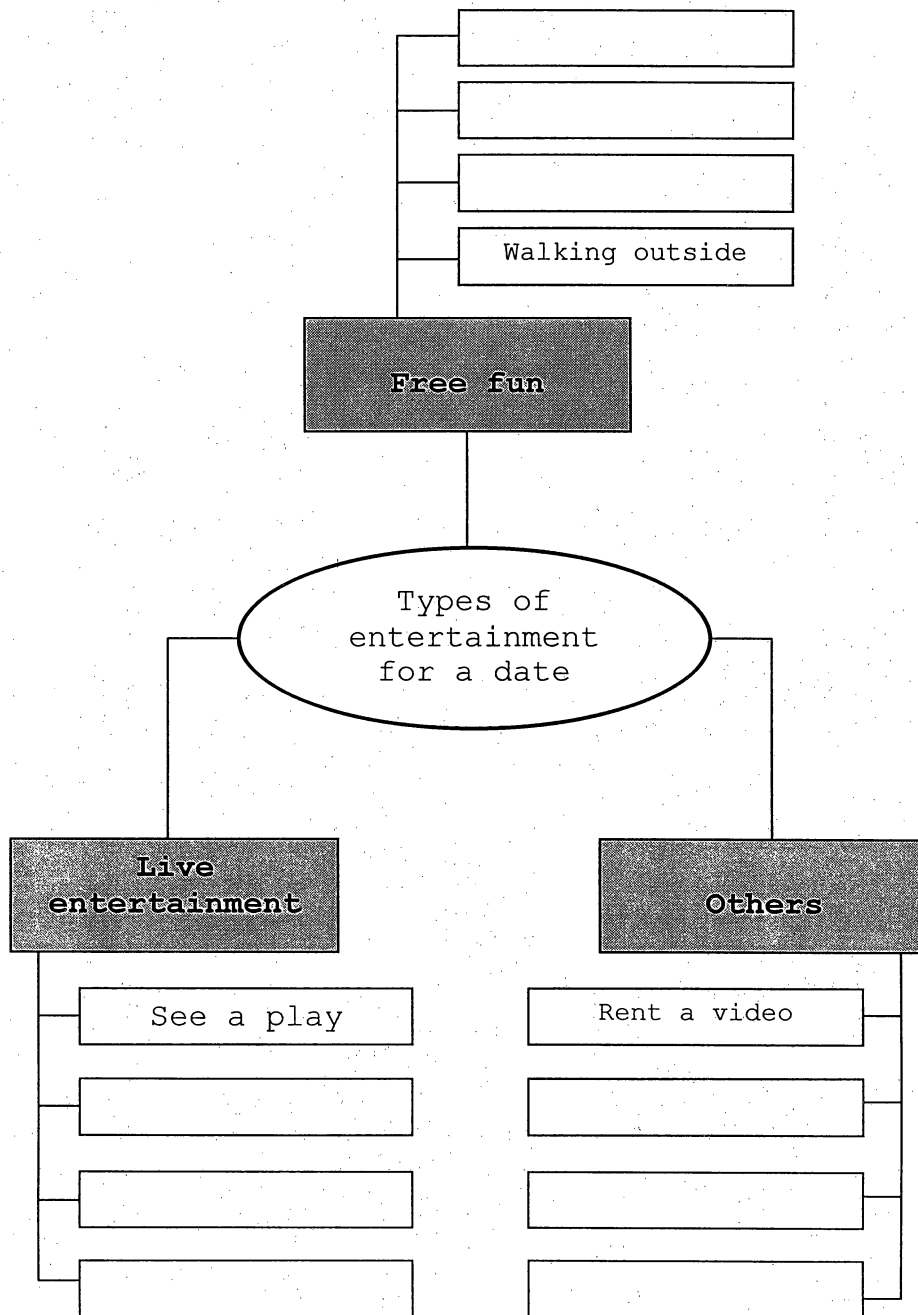 Walking outside
Free fun
Types of
entertainment
for a date
Live
entertainment
Others
See a play
Rent a video